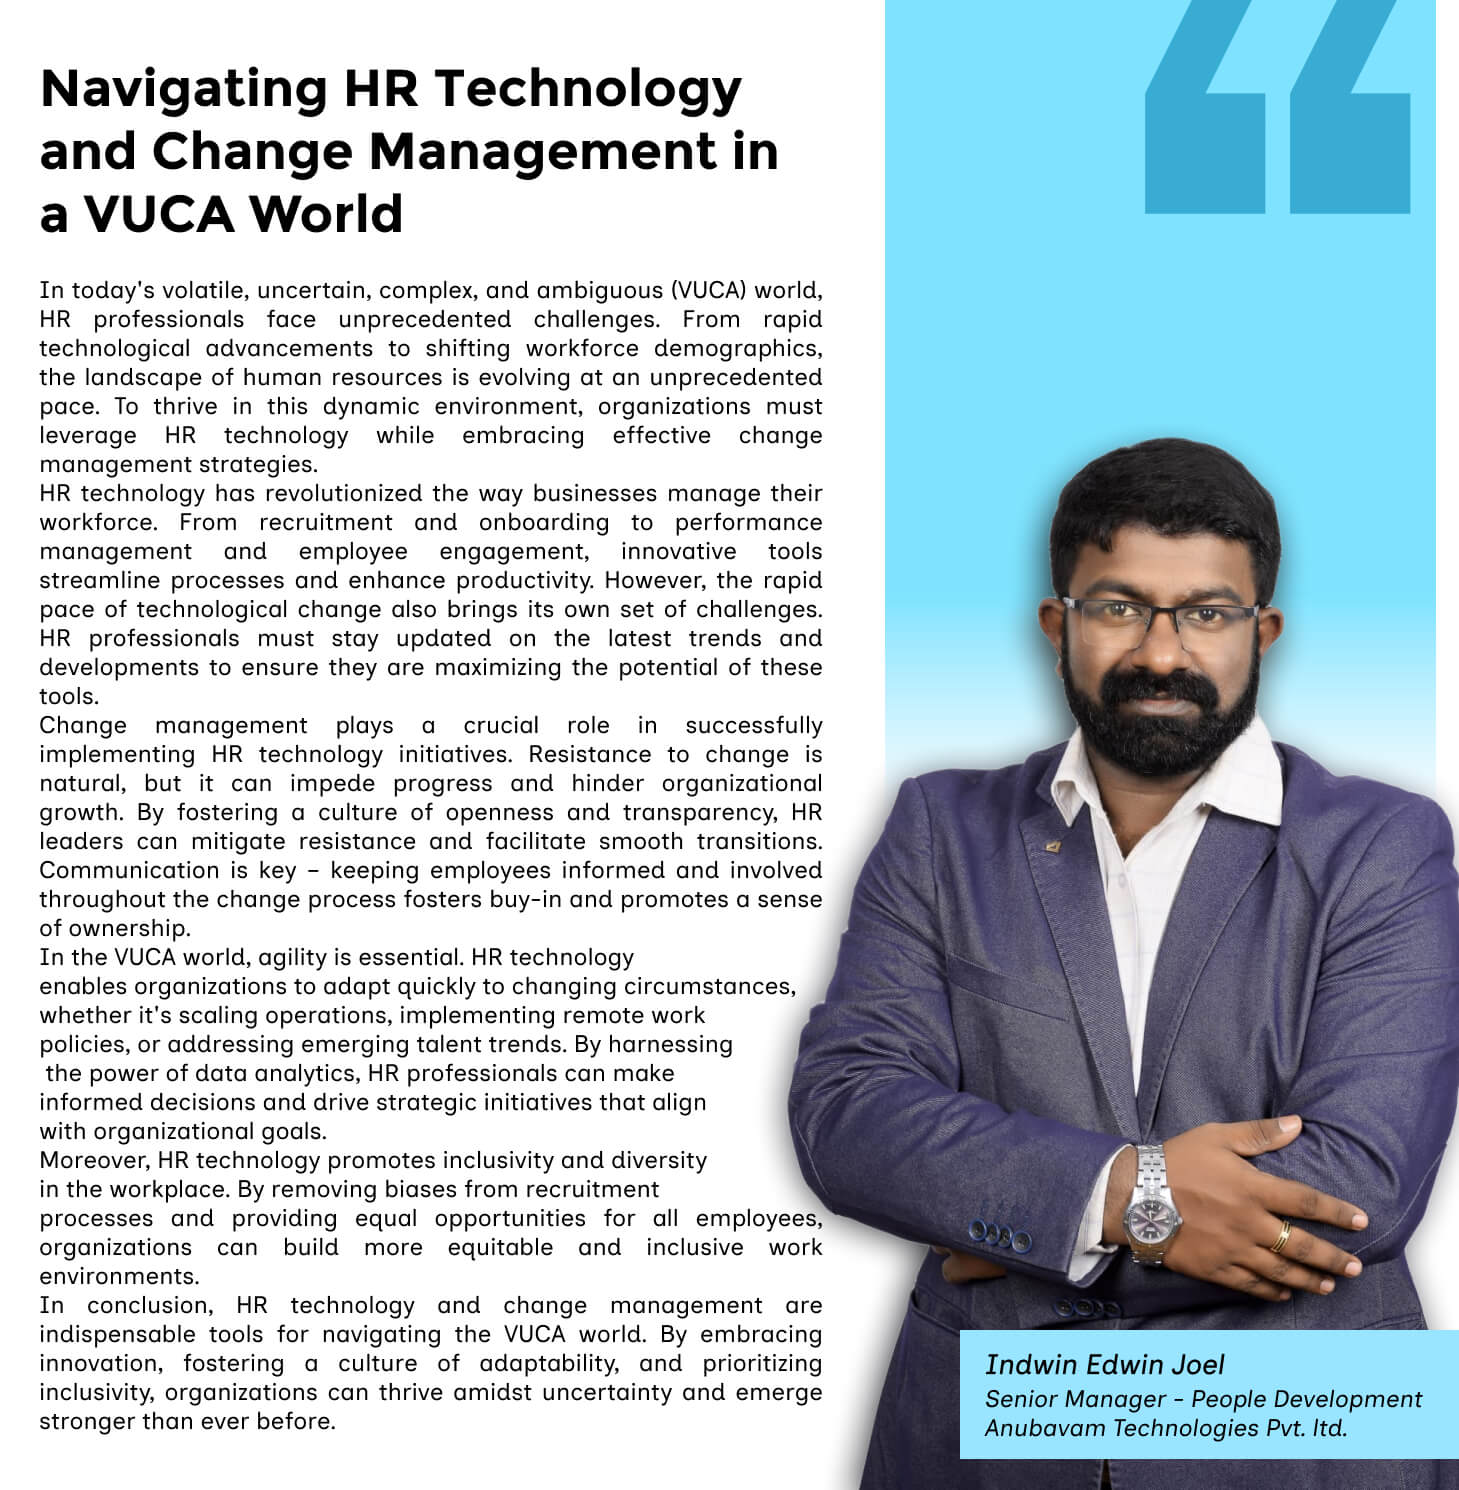 Navigating HR Technology
and Change Management in
a VUCA World
In today's volatile, uncertain, complex, and ambiguous (VUCA) world,
HR professionals face unprecedented challenges. From rapid
technological advancements to shifting workforce demographics,
the landscape of human resources is evolving at an unprecedented
pace. To thrive in this dynamic environment, organizations must
leverage HR technology while embracing effective change
management strategies.
HR technology has revolutionized the way businesses manage their
workforce. From recruitment and onboarding to performance
management and employee engagement, innovative tools
streamline processes and enhance productivity. However, the rapid
pace of technological change also brings its own set of challenges.
HR professionals must stay updated on the latest trends and
developments to ensure they are maximizing the potential of these
tools.
Change management plays a crucial role in successfully
implementing HR technology initiatives. Resistance to change is
natural, but it can impede progress and hinder organizational
growth. By fostering a culture of openness and transparency, HR
leaders can mitigate resistance and facilitate smooth transitions.
Communication is key – keeping employees informed and involved
throughout the change process fosters buy-in and promotes a sense
of ownership.
In the VUCA world, agility is essential. HR technology
enables organizations to adapt quickly to changing circumstances,
whether it's scaling operations, implementing remote work
policies, or addressing emerging talent trends. By harnessing
the power of data analytics, HR professionals can make
informed decisions and drive strategic initiatives that align
with organizational goals.
Moreover, HR technology promotes inclusivity and diversity
in the workplace. By removing biases from recruitment
processes and providing equal opportunities for all employees,
organizations can build more equitable and inclusive work
environments.
In conclusion, HR technology and change management are
indispensable tools for navigating the VUCA world. By embracing
innovation, fostering a culture of adaptability, and prioritizing
inclusivity, organizations can thrive amidst uncertainty and emerge
stronger than ever before.
Indwin Edwin Joel
Senior Manager - People Development
Anubavam Technologies Pvt. ltd.